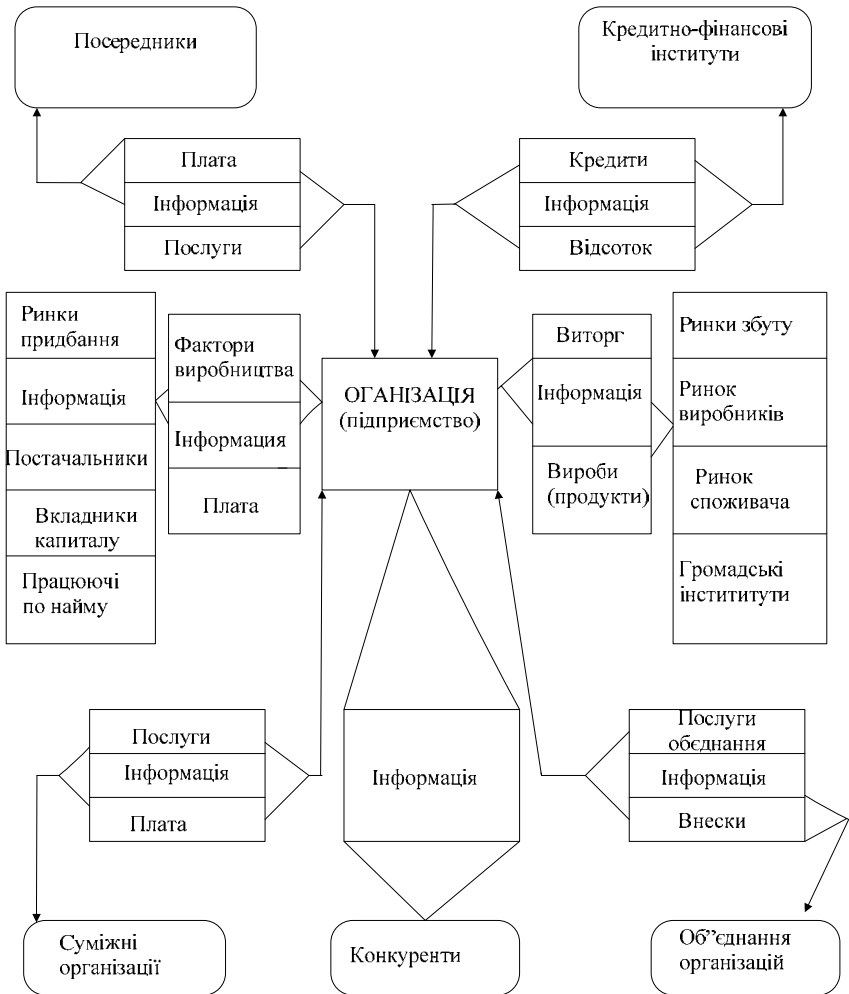 Посередники
Кредитно-фінансові
інститути
Плата
Інформація
Послуги
Кредити
Інформація
Відсоток
Ринки
придбання
Інформація
Постачальники
Вкладники
капиталу
Працюючі
по найму
Фактори
виробництва
Інформация
Плата
ОГАНІЗАЦІЯ
(підприємство)
Виторг
Інформація
Вироби
(продукти)
Ринки збуту
Ринок
виробників
Ринок
споживача
Громадські
інстититути
Послуги
Інформація
Плата
Інформація
Послуги
обєднання
Інформація
Внески
Суміжні
організації
Конкуренти
Об”єднання
організацій